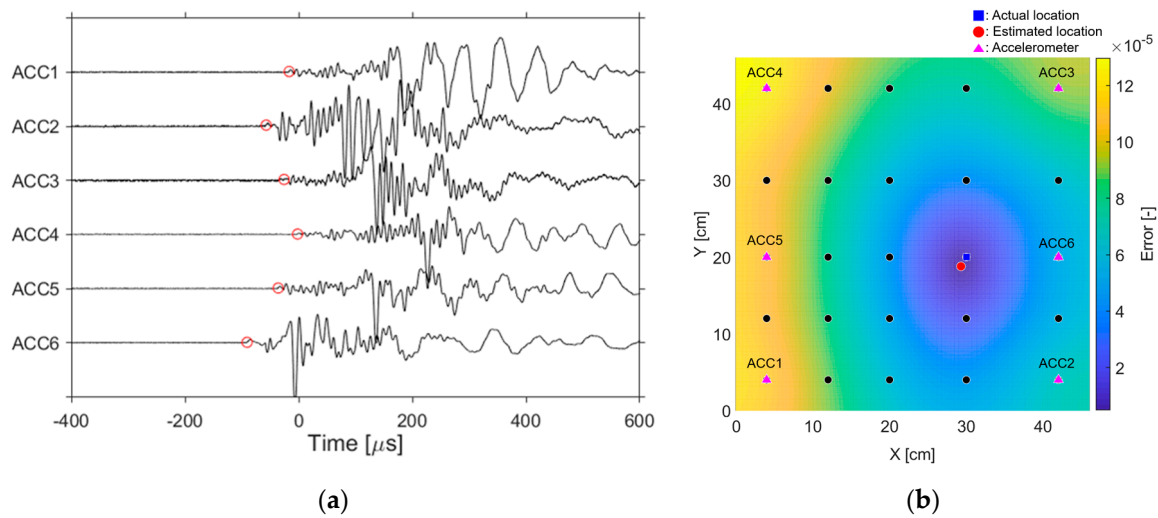 ACC1
ACC2
ACC3
ACC4
ACC5
ACC6
-400
-200
0
200
400
600
Time [μs]
(a)
: Actual location
: Estimated location
: Accelerometer
×10⁻⁵
ACC4
ACC3
ACC5
ACC6
ACC1
ACC2
40
30
20
10
0
Y [cm]
0
10
20
30
40
X [cm]
12
10
8
6
4
2
Error [-]
(b)